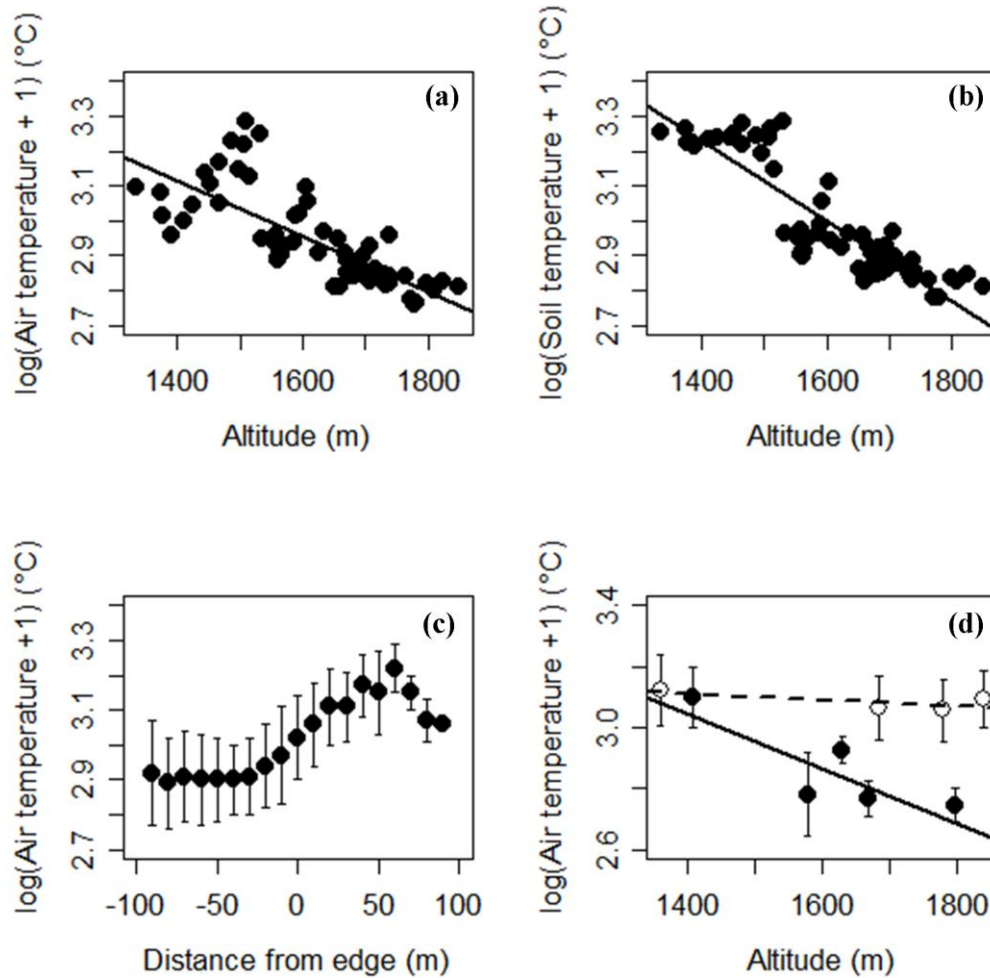 log(Air temperature + 1) (°C)
3.3
3.1
2.9
2.7
(a)
1400 1600 1800
Altitude (m)
log(Soil temperature + 1) (°C)
3.3
3.1
2.9
2.7
(b)
1400 1600 1800
Altitude (m)
log(Air temperature +1) (°C)
3.3
3.1
2.9
2.7
(c)
-100 -50 0 50 100
Distance from edge (m)
log(Air temperature +1) (°C)
3.4
3.0
2.6
(d)
1400 1600 1800
Altitude (m)